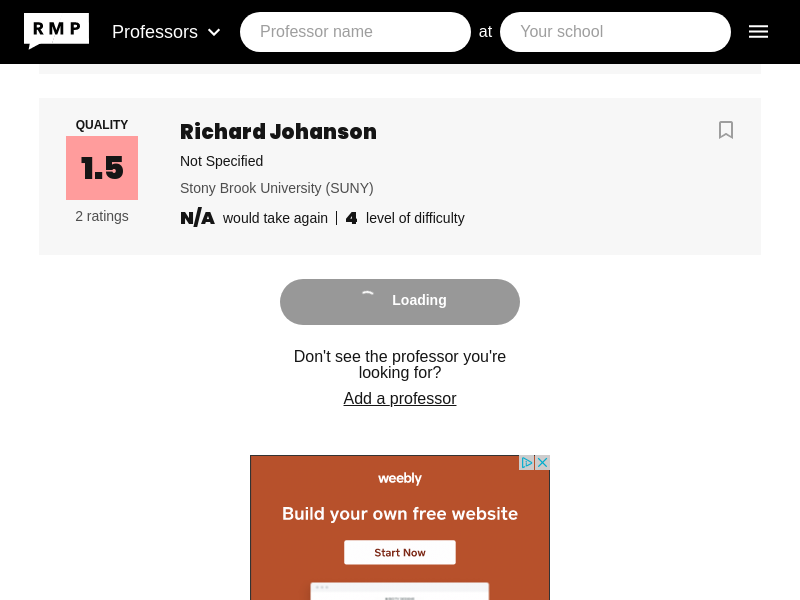 RMP
Professors
Professor name
at
Your school
QUALITY
1.5
2 ratings
Richard Johanson
Not Specified
Stony Brook University (SUNY)
N/A would take again | 4 level of difficulty
Loading
Don't see the professor you're
looking for?
Add a professor
weebly
Build your own free website
Start Now